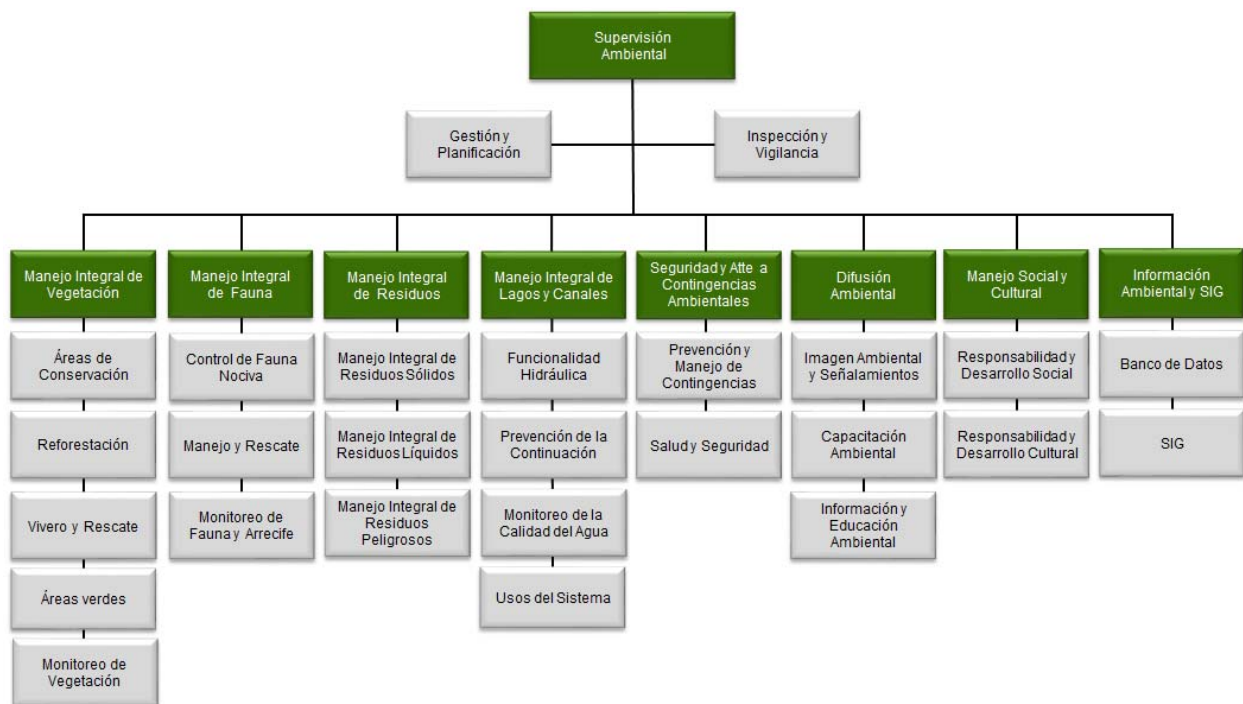 Supervisión
Ambiental
Gestión y
Planificación
Inspección y
Vigilancia
Manejo Integral de
Vegetación
Áreas de
Conservación
Reforestación
Vivero y Rescate
Áreas verdes
Monitoreo de
Vegetación
Manejo Integral
de Fauna
Control de Fauna
Nociva
Manejo y Rescate
Monitoreo de
Fauna y Arrecife
Manejo Integral
de Residuos
Manejo Integral de
Residuos Sólidos
Manejo Integral de
Residuos Líquidos
Manejo Integral de
Residuos
Peligrosos
Manejo Integral de
Lagos y Canales
Funcionalidad
Hidráulica
Prevención de la
Continuación
Monitoreo de la
Calidad del Agua
Usos del Sistema
Seguridad y Atte a
Contingencias
Ambientales
Prevención y
Manejo de
Contingencias
Salud y Seguridad
Difusión
Ambiental
Imagen Ambiental
y Señalamientos
Capacitación
Ambiental
Información y
Educación
Ambiental
Manejo Social y
Cultural
Responsabilidad y
Desarrollo Social
Responsabilidad y
Desarrollo Cultural
Información
Ambiental y SIG
Banco de Datos
SIG